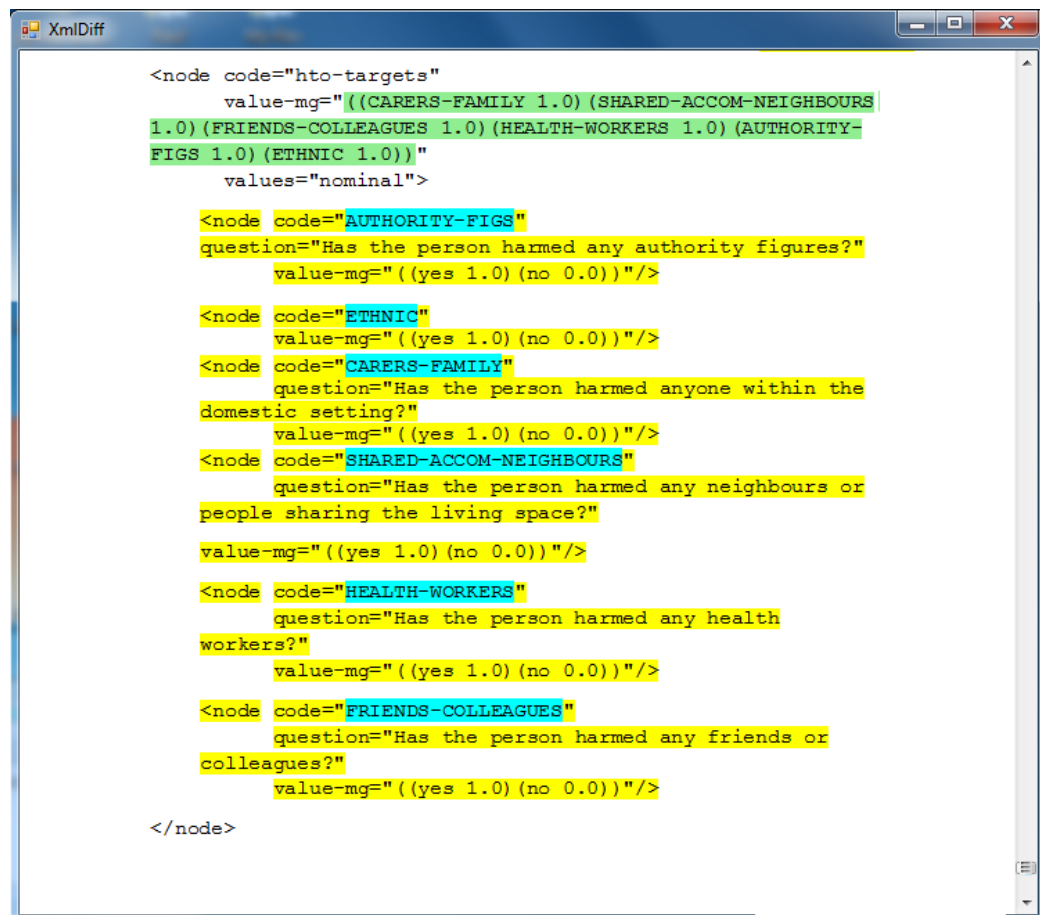 XmlDiff
<node code="hto-targets"
value-mg="((CARERS-FAMILY 1.0)(SHARED-ACCOM-NEIGHBOURS
1.0)(FRIENDS-COLLEAGUES 1.0)(HEALTH-WORKERS 1.0)(AUTHORITY-
FIGS 1.0)(ETHNIC 1.0))"
values="nominal">
<node code="AUTHORITY-FIGS"
question="Has the person harmed any authority figures?"
value-mg="((yes 1.0)(no 0.0))"/>
<node code="ETHNIC"
value-mg="((yes 1.0)(no 0.0))"/>
<node code="CARERS-FAMILY"
question="Has the person harmed anyone within the
domestic setting?"
value-mg="((yes 1.0)(no 0.0))"/>
<node code="SHARED-ACCOM-NEIGHBOURS"
question="Has the person harmed any neighbours or
people sharing the living space?"
value-mg="((yes 1.0)(no 0.0))"/>
<node code="HEALTH-WORKERS"
question="Has the person harmed any health
workers?"
value-mg="((yes 1.0)(no 0.0))"/>
<node code="FRIENDS-COLLEAGUES"
question="Has the person harmed any friends or
colleagues?"
value-mg="((yes 1.0)(no 0.0))"/>
</node>